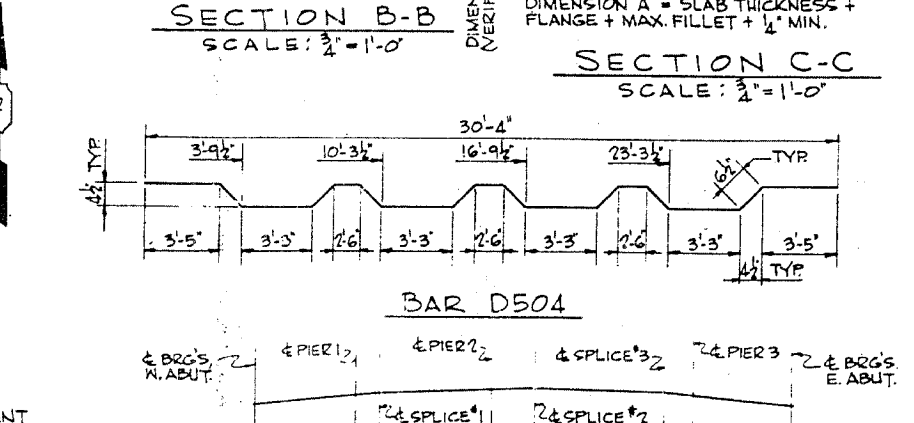 SECTION B-B
SCALE: 3/4"=1'-0"
DIMEN
VERIF
DIMENSION A = SLAB THICKNESS +
FLANGE + MAX. FILLET + 1/4" MIN.
SECTION C-C
SCALE: 3/4"=1'-0"
30'-4"
3'-9 1/2"
10'-3 1/2"
16'-9 1/2"
23'-3 1/2"
6 1/2"
TYP.
4 1/2"
TYP.
3'-5"
3'-3"
2'-6"
3'-3"
2'-6"
3'-3"
2'-6"
3'-3"
3'-5"
4 1/2"
TYP.
BAR D504
℄ BRG'S
W. ABUT.
℄ PIER 1
℄ PIER 2
℄ SPLICE #3
℄ PIER 3
℄ BRG'S.
E. ABUT.
℄ SPLICE #1
℄ SPLICE #2
NT